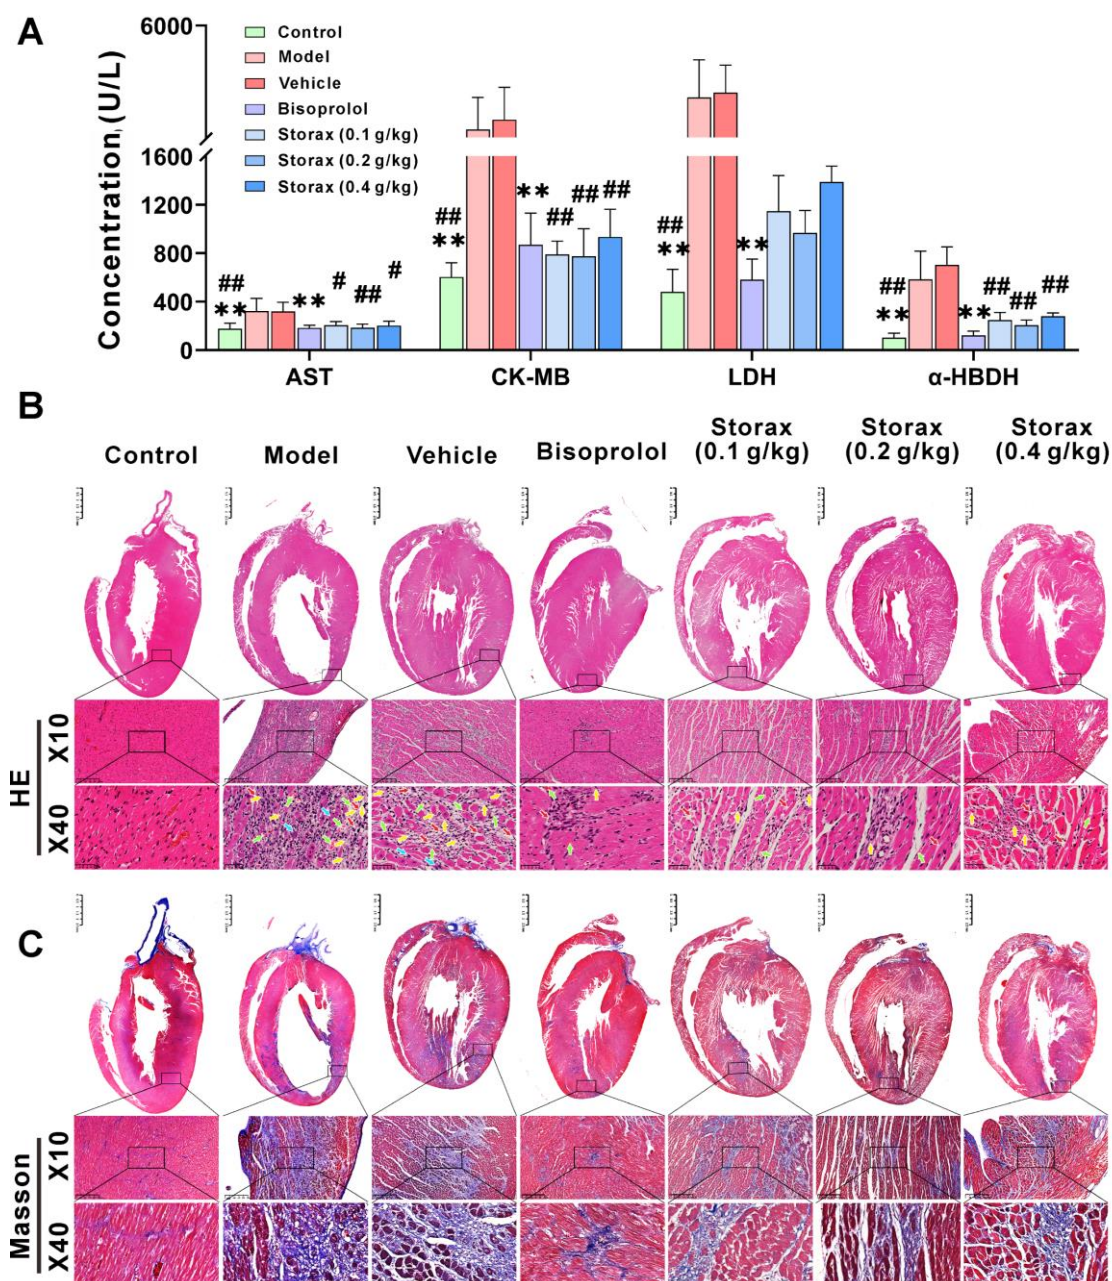 A
6000
Control
Model
Vehicle
Bisoprolol
Storax (0.1 g/kg)
Storax (0.2 g/kg)
Storax (0.4 g/kg)
Concentration (U/L)
1600
1200
800
400
0
## ** ** # ## #
## ** ** ## ## ##
## ** **
## ** ** ## ## ##
AST CK-MB LDH α-HBDH
B
Control Model Vehicle Bisoprolol Storax (0.1 g/kg) Storax (0.2 g/kg) Storax (0.4 g/kg)
HE
X10
X40
C
Masson
X10
X40